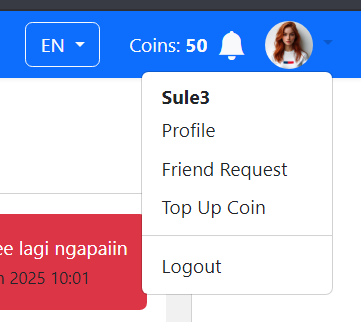 EN
Coins: 50
Sule3
Profile
Friend Request
Top Up Coin
Logout
lagi ngapaiin
2025 10:01